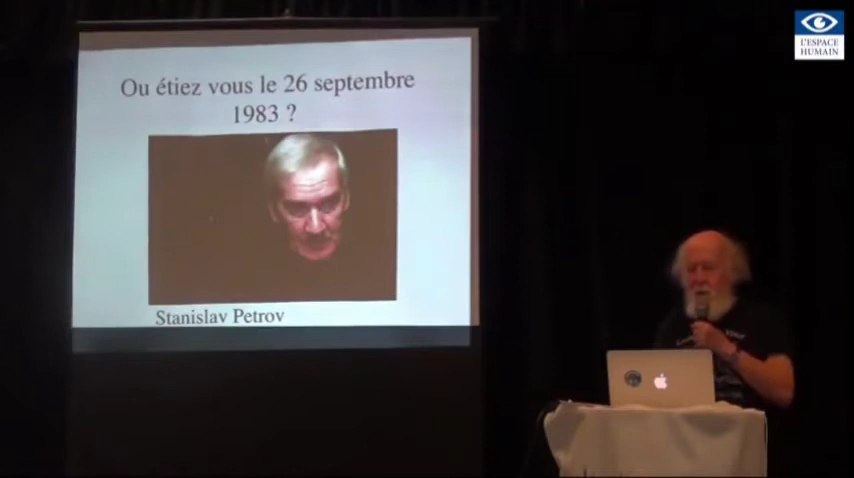 Ou étiez vous le 26 septembre
1983 ?
Stanislav Petrov
L'ESPACE
HUMAIN